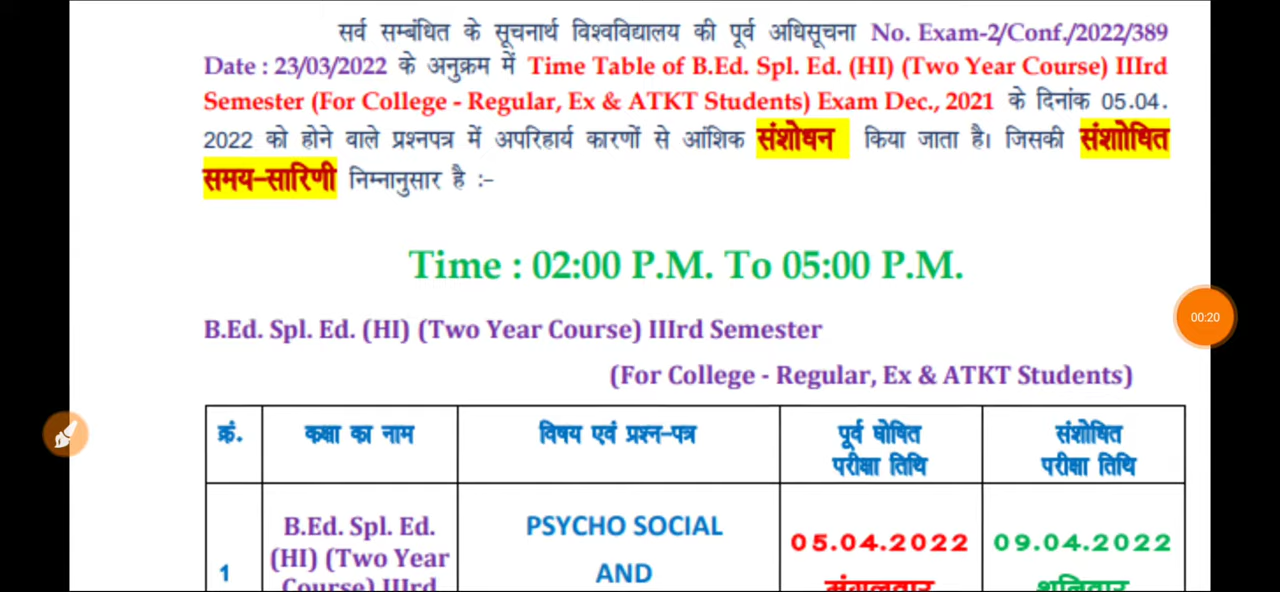 सर्व सम्बंधित के सूचनार्थ विश्वविद्यालय की पूर्व अधिसूचना No. Exam-2/Conf./2022/389
Date : 23/03/2022 के अनुक्रम में Time Table of B.Ed. Spl. Ed. (HI) (Two Year Course) IIIrd
Semester (For College - Regular, Ex & ATKT Students) Exam Dec., 2021 के दिनांक 05.04.
2022 को होने वाले प्रश्नपत्र में अपरिहार्य कारणों से आंशिक संशोधन किया जाता है। जिसकी संशाोधित
समय-सारिणी निम्नानुसार है :-
Time : 02:00 P.M. To 05:00 P.M.
B.Ed. Spl. Ed. (HI) (Two Year Course) IIIrd Semester
(For College - Regular, Ex & ATKT Students)
00:20
क्रं. कक्षा का नाम विषय एवं प्रश्न-पत्र पूर्व घोषित परीक्षा तिथि संशोधित परीक्षा तिथि
1 B.Ed. Spl. Ed. (HI) (Two Year Course) IIIrd PSYCHO SOCIAL AND 05.04.2022 मंगलवार 09.04.2022 शनिवार